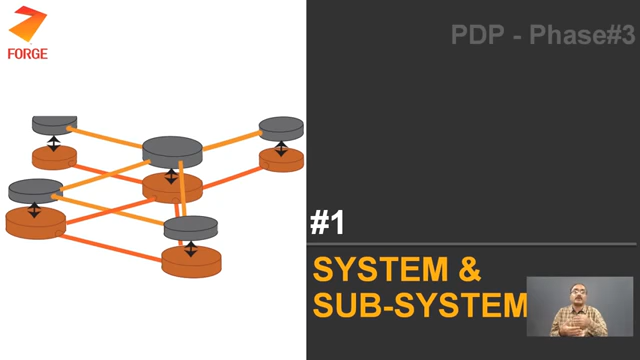 FORGE
PDP - Phase#3
#1
SYSTEM &
SUB-SYSTEM